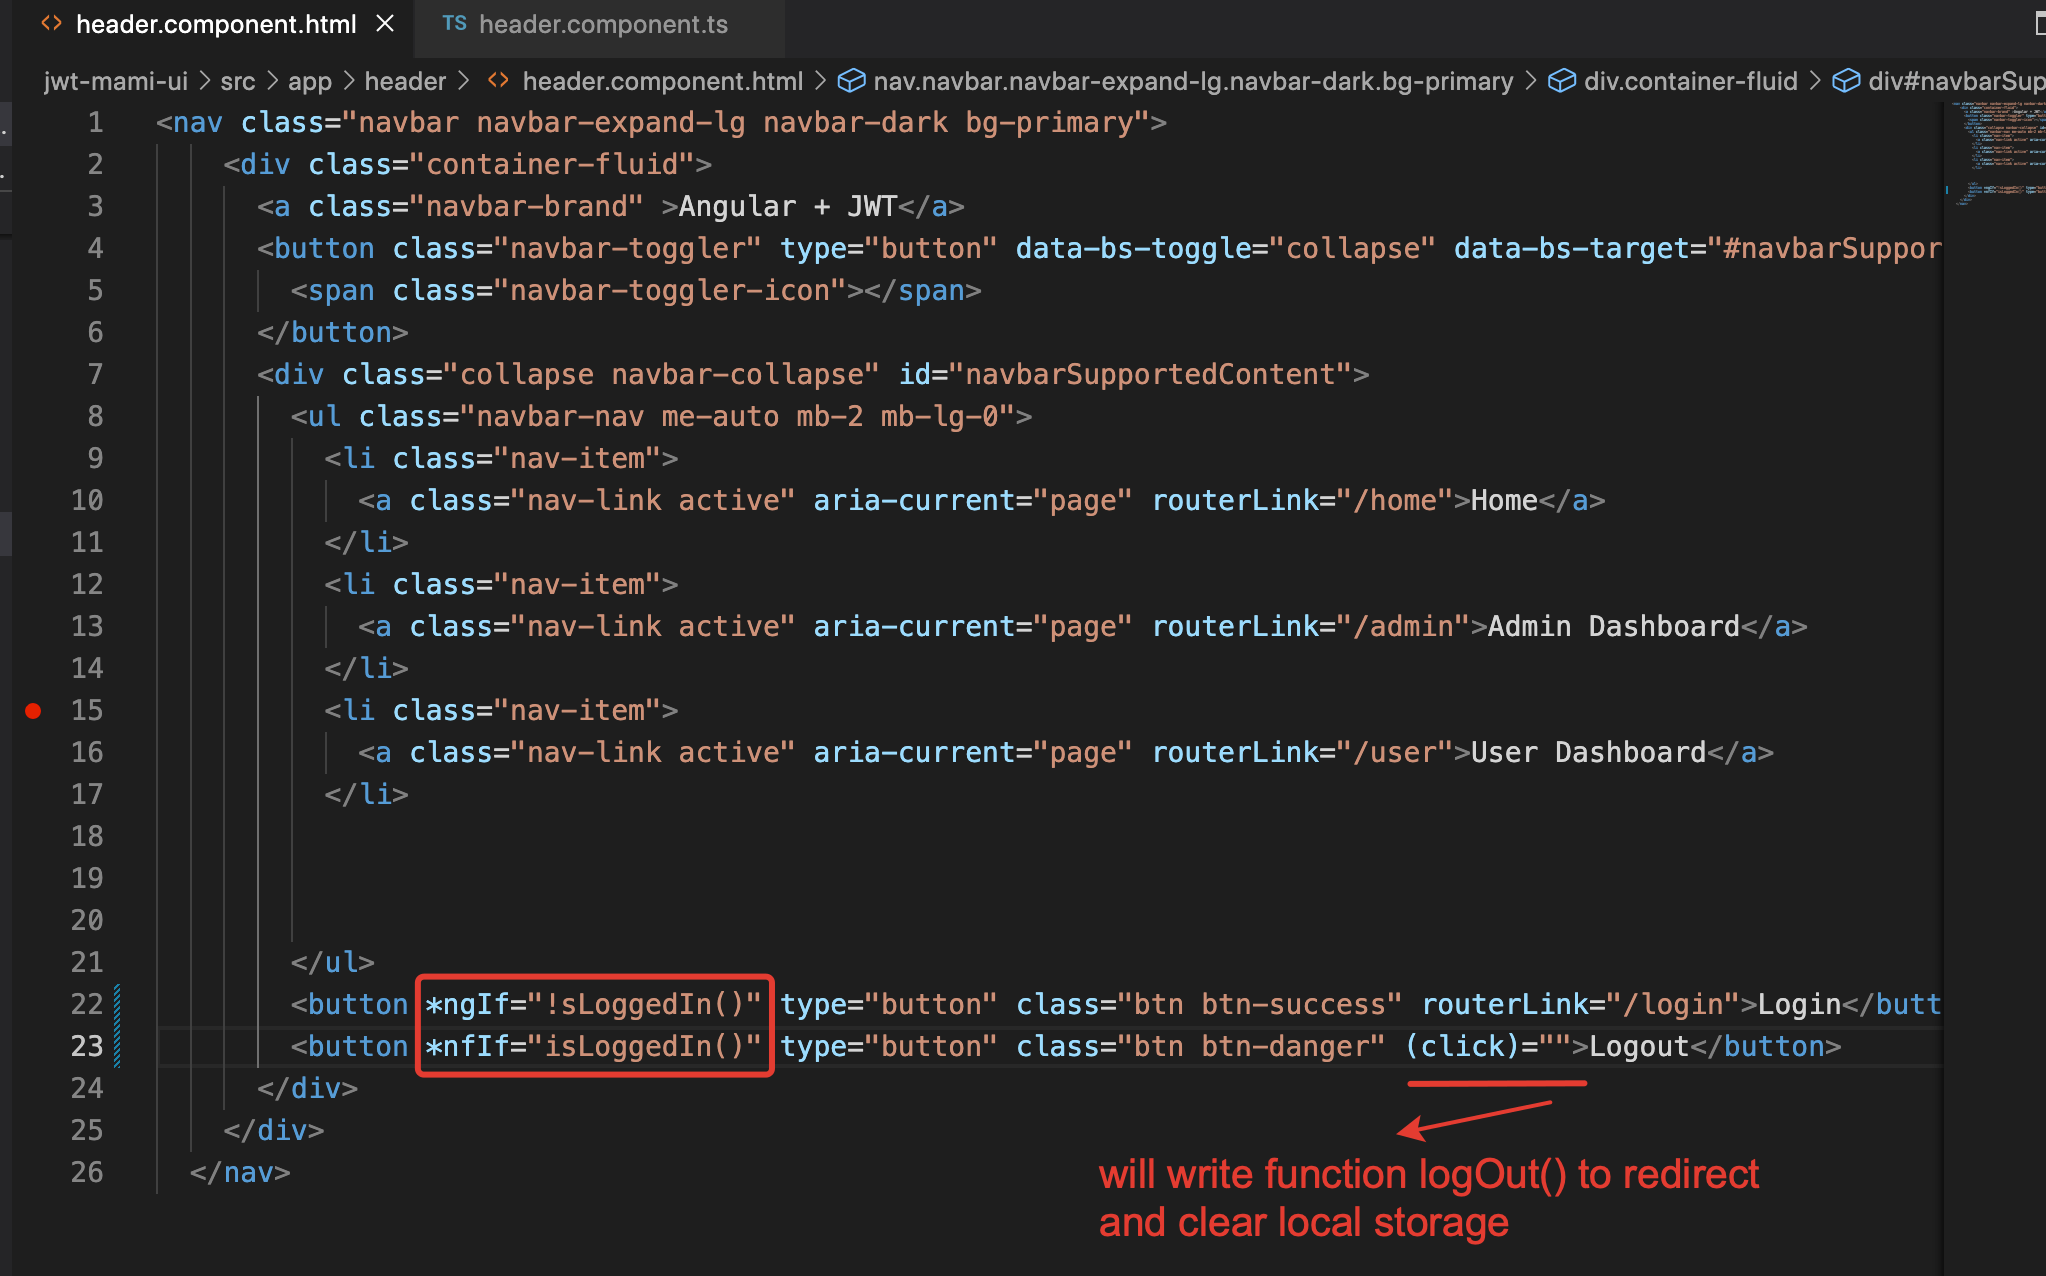 header.component.html
TS header.component.ts
jwt-mami-ui > src > app > header > header.component.html > nav.navbar.navbar-expand-lg.navbar-dark.bg-primary > div.container-fluid > div#navbarSup
1 <nav class="navbar navbar-expand-lg navbar-dark bg-primary">
2 <div class="container-fluid">
3 <a class="navbar-brand" >Angular + JWT</a>
4 <button class="navbar-toggler" type="button" data-bs-toggle="collapse" data-bs-target="#navbarSuppor
5 <span class="navbar-toggler-icon"></span>
6 </button>
7 <div class="collapse navbar-collapse" id="navbarSupportedContent">
8 <ul class="navbar-nav me-auto mb-2 mb-lg-0">
9 <li class="nav-item">
10 <a class="nav-link active" aria-current="page" routerLink="/home">Home</a>
11 </li>
12 <li class="nav-item">
13 <a class="nav-link active" aria-current="page" routerLink="/admin">Admin Dashboard</a>
14 </li>
15 <li class="nav-item">
16 <a class="nav-link active" aria-current="page" routerLink="/user">User Dashboard</a>
17 </li>
18
19
20
21 </ul>
22 <button *ngIf="!sLoggedIn()" type="button" class="btn btn-success" routerLink="/login">Login</butt
23 <button *nfIf="isLoggedIn()" type="button" class="btn btn-danger" (click)="">Logout</button>
24 </div>
25 </div>
26 </nav>
will write function logOut() to redirect
and clear local storage